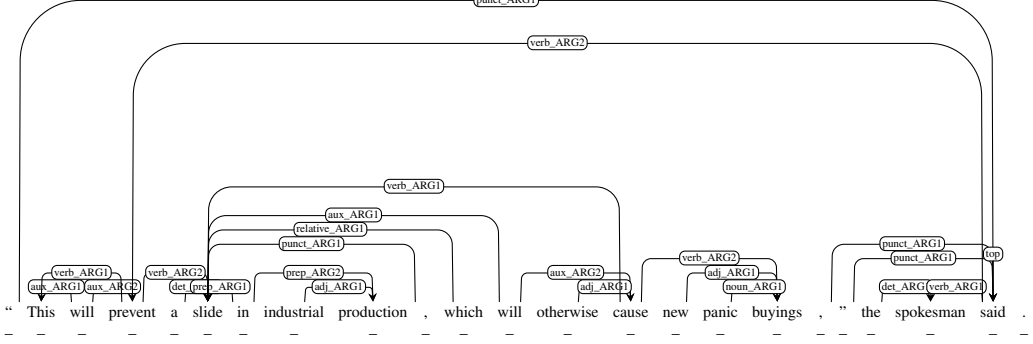 punct_ARG1
verb_ARG2
verb_ARG1
aux_ARG1
relative_ARG1
punct_ARG1 punct_ARG1
verb_ARG2 punct_ARG1 top
verb_ARG1 verb_ARG2 prep_ARG2 aux_ARG2 adj_ARG1
aux_ARG1 aux_ARG2 prep_ARG1 adj_ARG1 adj_ARG1 noun_ARG1 verb_ARG1
“ This will prevent a slide in industrial production , which will otherwise cause new panic buyings , ” the spokesman said .
_ _ _ _ _ _ _ _ _ _ _ _ _ _ _ _ _ _ _ _ _ _ _